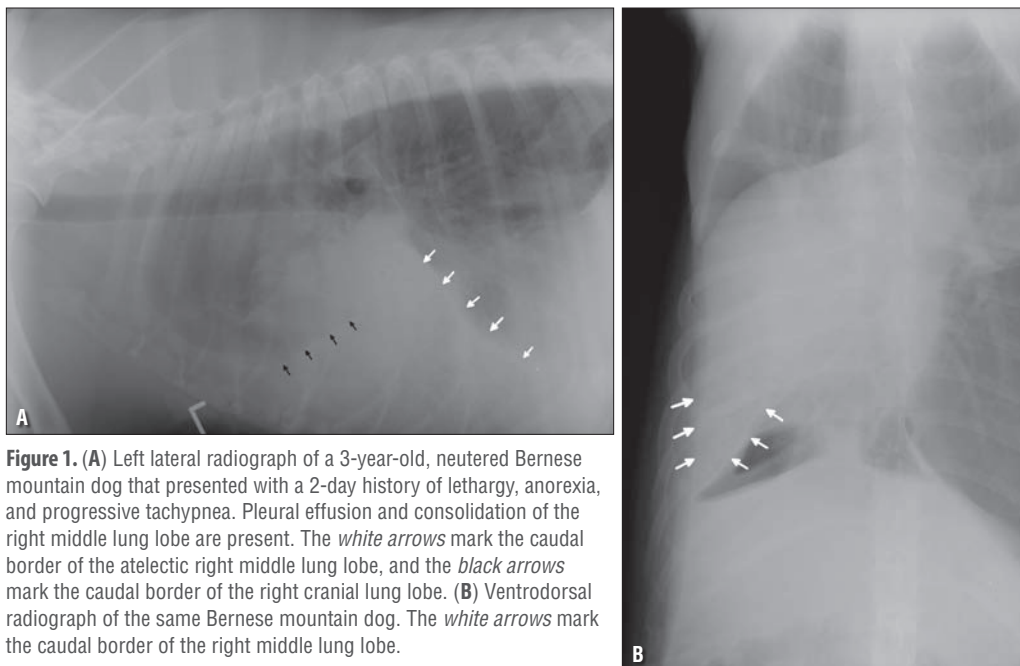 A
L
B
Figure 1. (A) Left lateral radiograph of a 3-year-old, neutered Bernese
mountain dog that presented with a 2-day history of lethargy, anorexia,
and progressive tachypnea. Pleural effusion and consolidation of the
right middle lung lobe are present. The white arrows mark the caudal
border of the atelectic right middle lung lobe, and the black arrows
mark the caudal border of the right cranial lung lobe. (B) Ventrodorsal
radiograph of the same Bernese mountain dog. The white arrows mark
the caudal border of the right middle lung lobe.